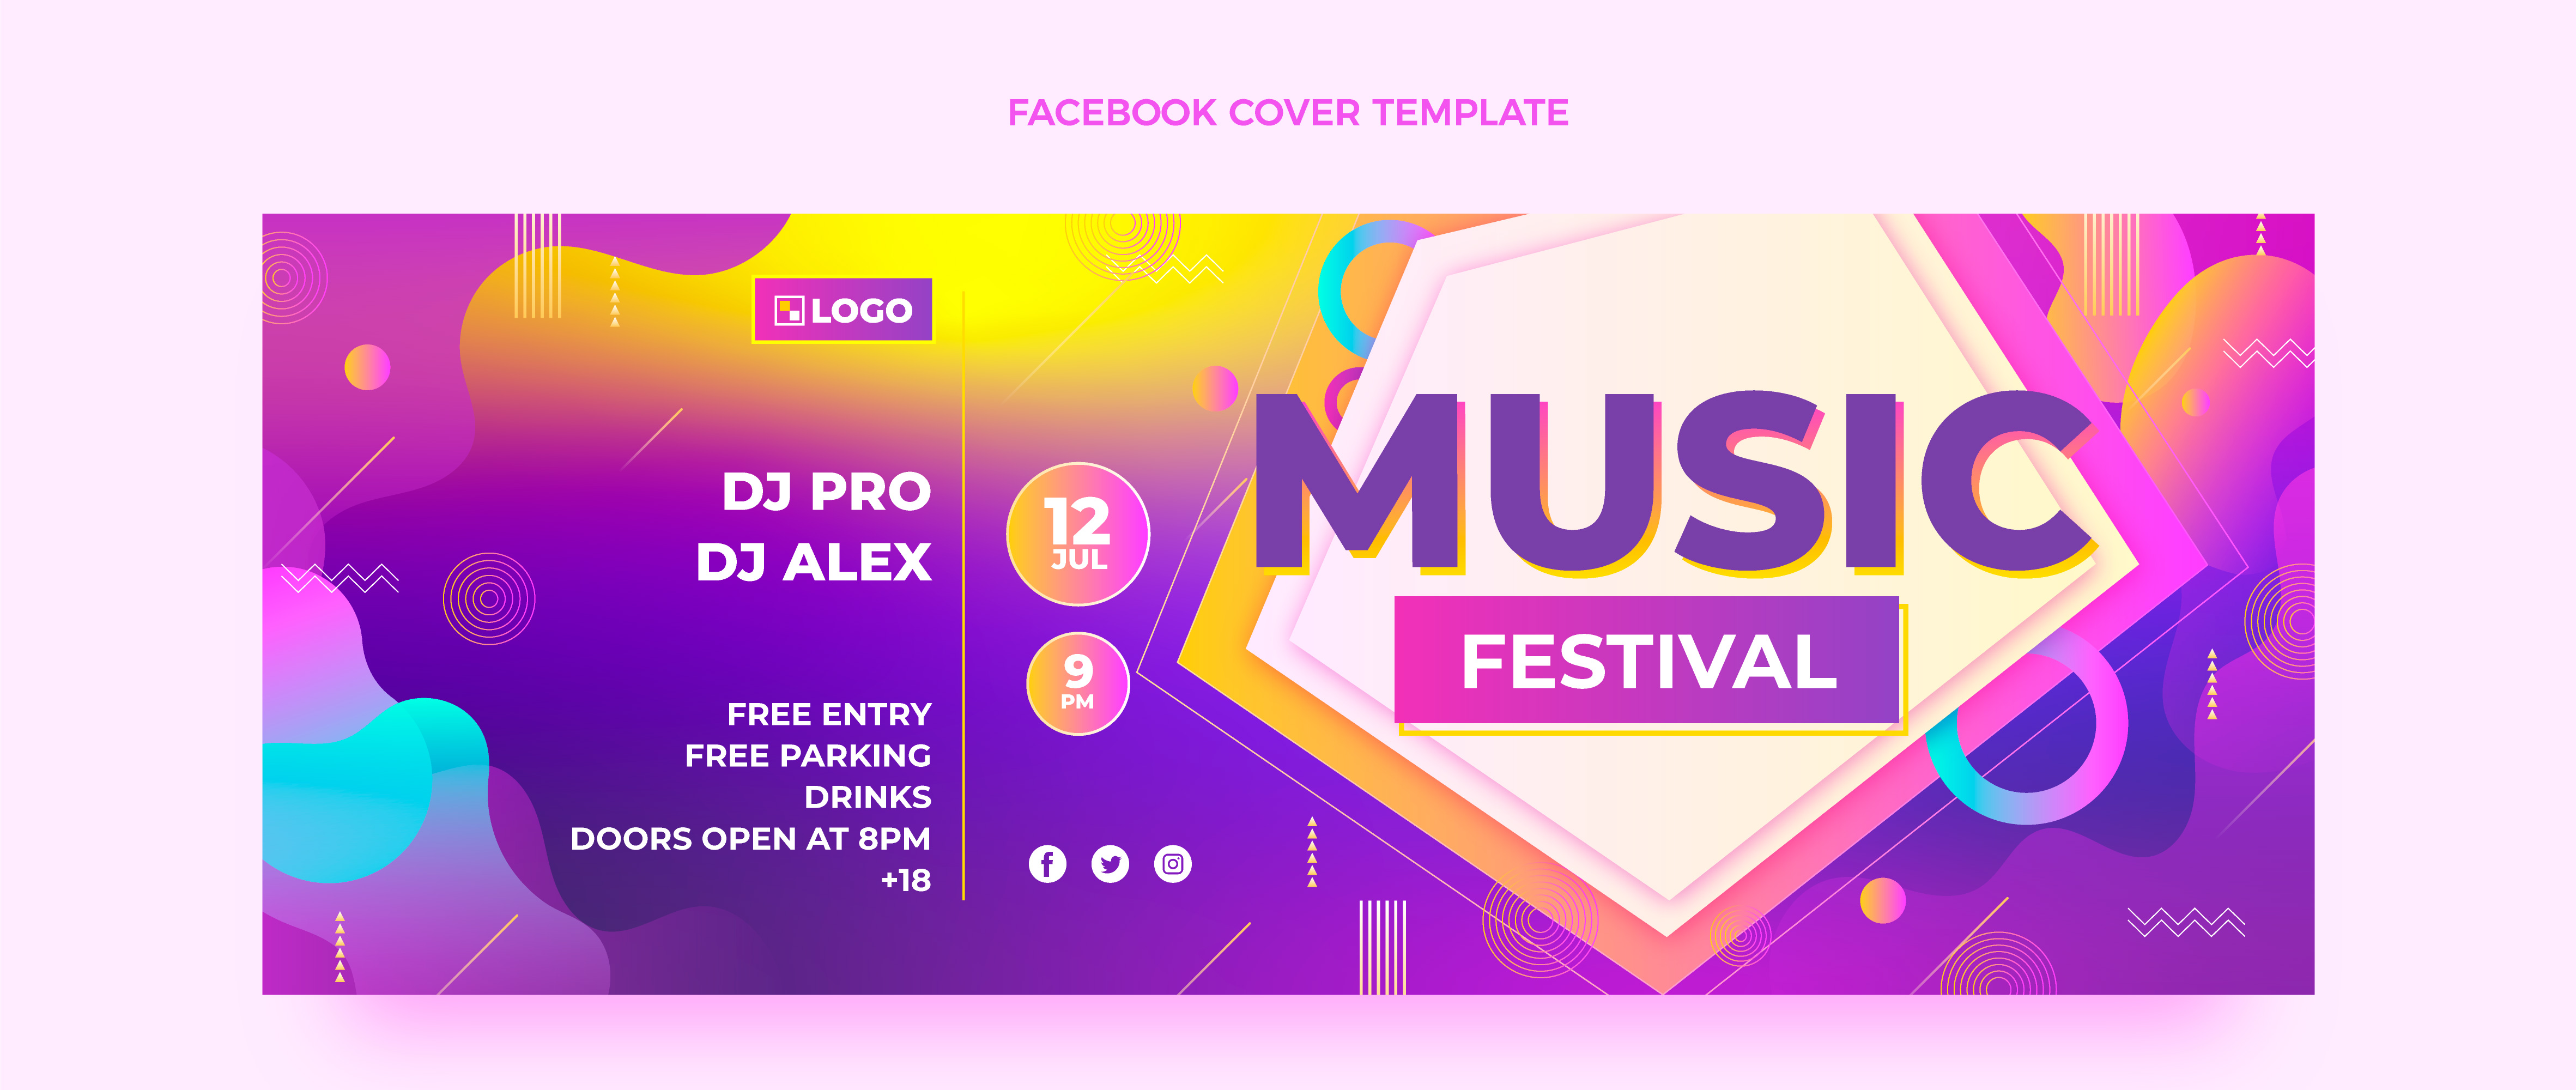 FACEBOOK COVER TEMPLATE
LOGO
DJ PRO
DJ ALEX
FREE ENTRY
FREE PARKING
DRINKS
DOORS OPEN AT 8PM
+18
12
JUL
9
PM
MUSIC
FESTIVAL